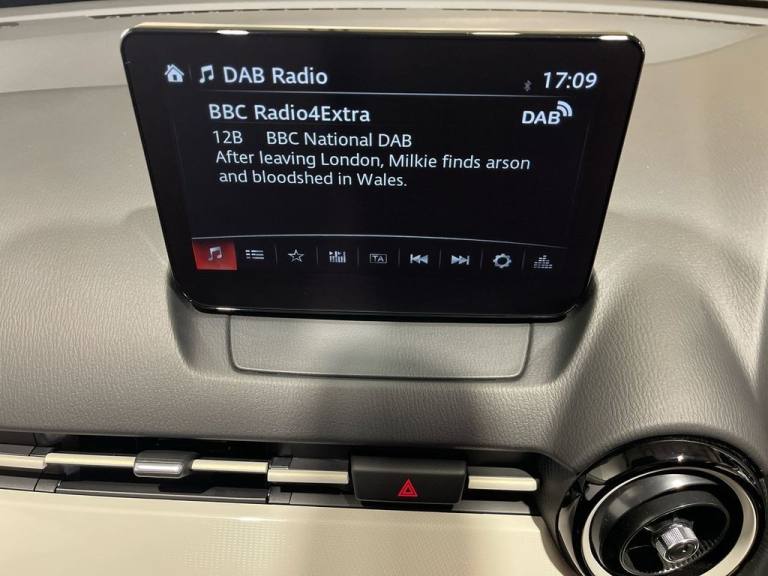 DAB Radio
17:09
BBC Radio4Extra
DAB
12B BBC National DAB
After leaving London, Milkie finds arson
and bloodshed in Wales.
TA